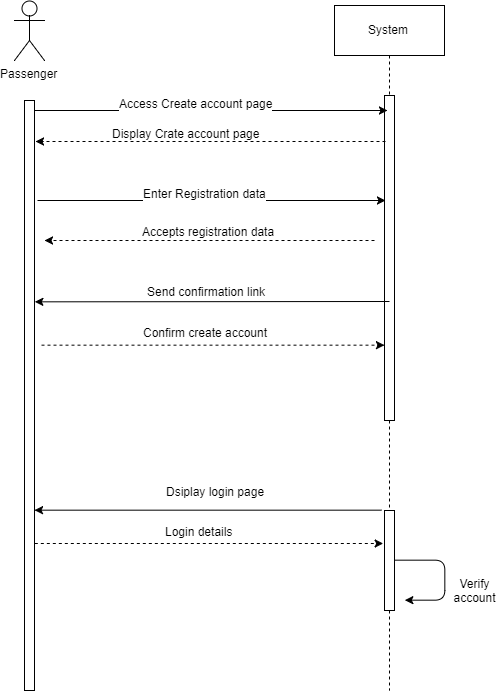 System
Passenger
Access Create account page
Display Crate account page
Enter Registration data
Accepts registration data
Send confirmation link
Confirm create account
Dsiplay login page
Login details
Verify
account